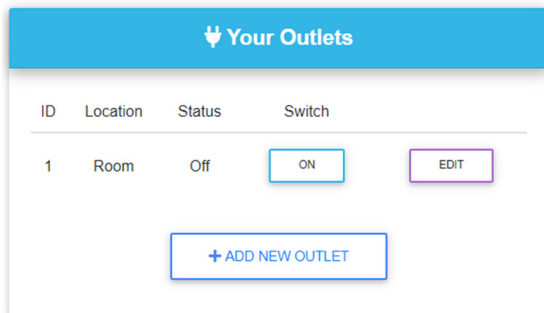 Your Outlets
ID Location Status Switch
1 Room Off ON EDIT
+ ADD NEW OUTLET